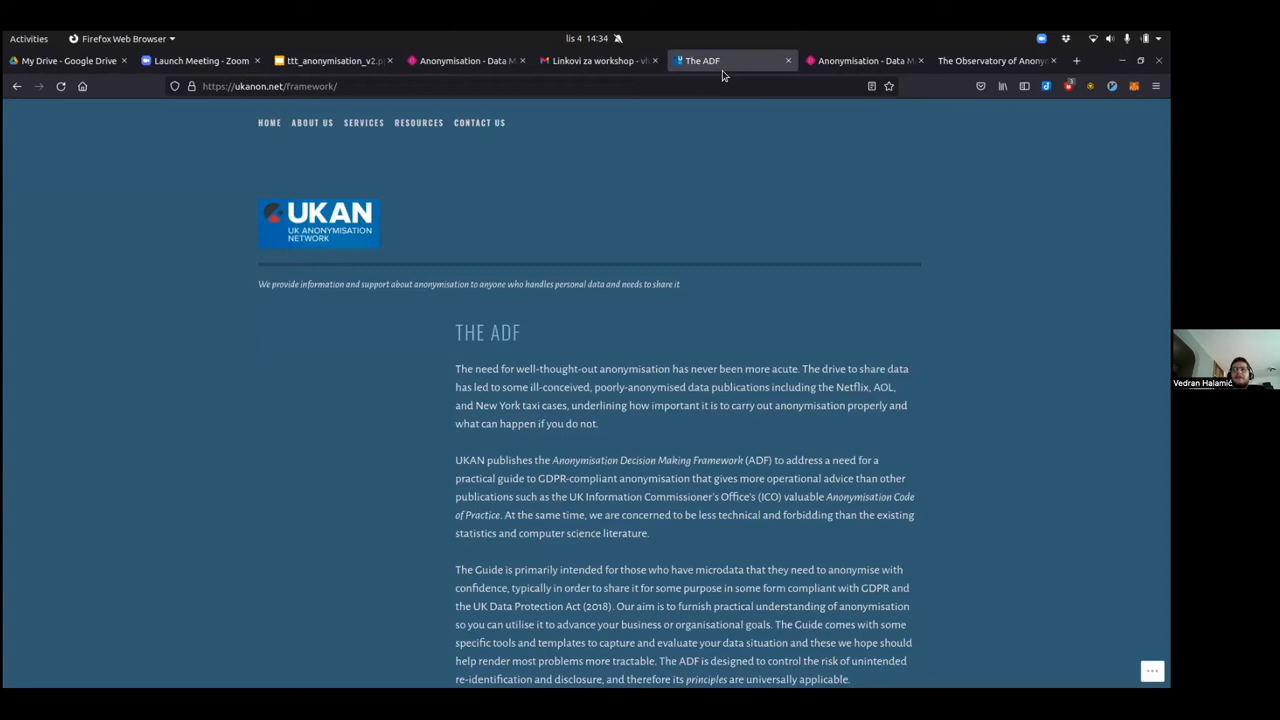 Activities
Firefox Web Browser
lis 4 14:34
My Drive - Google Drive
Launch Meeting - Zoom
ttt_anonymisation_v2.p
Anonymisation - Data M
Linkovi za workshop - vh
The ADF
Anonymisation - Data M
The Observatory of Anony
https://ukanon.net/framework/
HOME
ABOUT US
SERVICES
RESOURCES
CONTACT US
UKAN
UK ANONYMISATION
NETWORK
We provide information and support about anonymisation to anyone who handles personal data and needs to share it
THE ADF
The need for well-thought-out anonymisation has never been more acute. The drive to share data
has led to some ill-conceived, poorly-anonymised data publications including the Netflix, AOL,
and New York taxi cases, underlining how important it is to carry out anonymisation properly and
what can happen if you do not.
UKAN publishes the Anonymisation Decision Making Framework (ADF) to address a need for a
practical guide to GDPR-compliant anonymisation that gives more operational advice than other
publications such as the UK Information Commissioner's Office's (ICO) valuable Anonymisation Code
of Practice. At the same time, we are concerned to be less technical and forbidding than the existing
statistics and computer science literature.
The Guide is primarily intended for those who have microdata that they need to anonymise with
confidence, typically in order to share it for some purpose in some form compliant with GDPR and
the UK Data Protection Act (2018). Our aim is to furnish practical understanding of anonymisation
so you can utilise it to advance your business or organisational goals. The Guide comes with some
specific tools and templates to capture and evaluate your data situation and these we hope should
help render most problems more tractable. The ADF is designed to control the risk of unintended
re-identification and disclosure, and therefore its principles are universally applicable.
Vedran Halamić